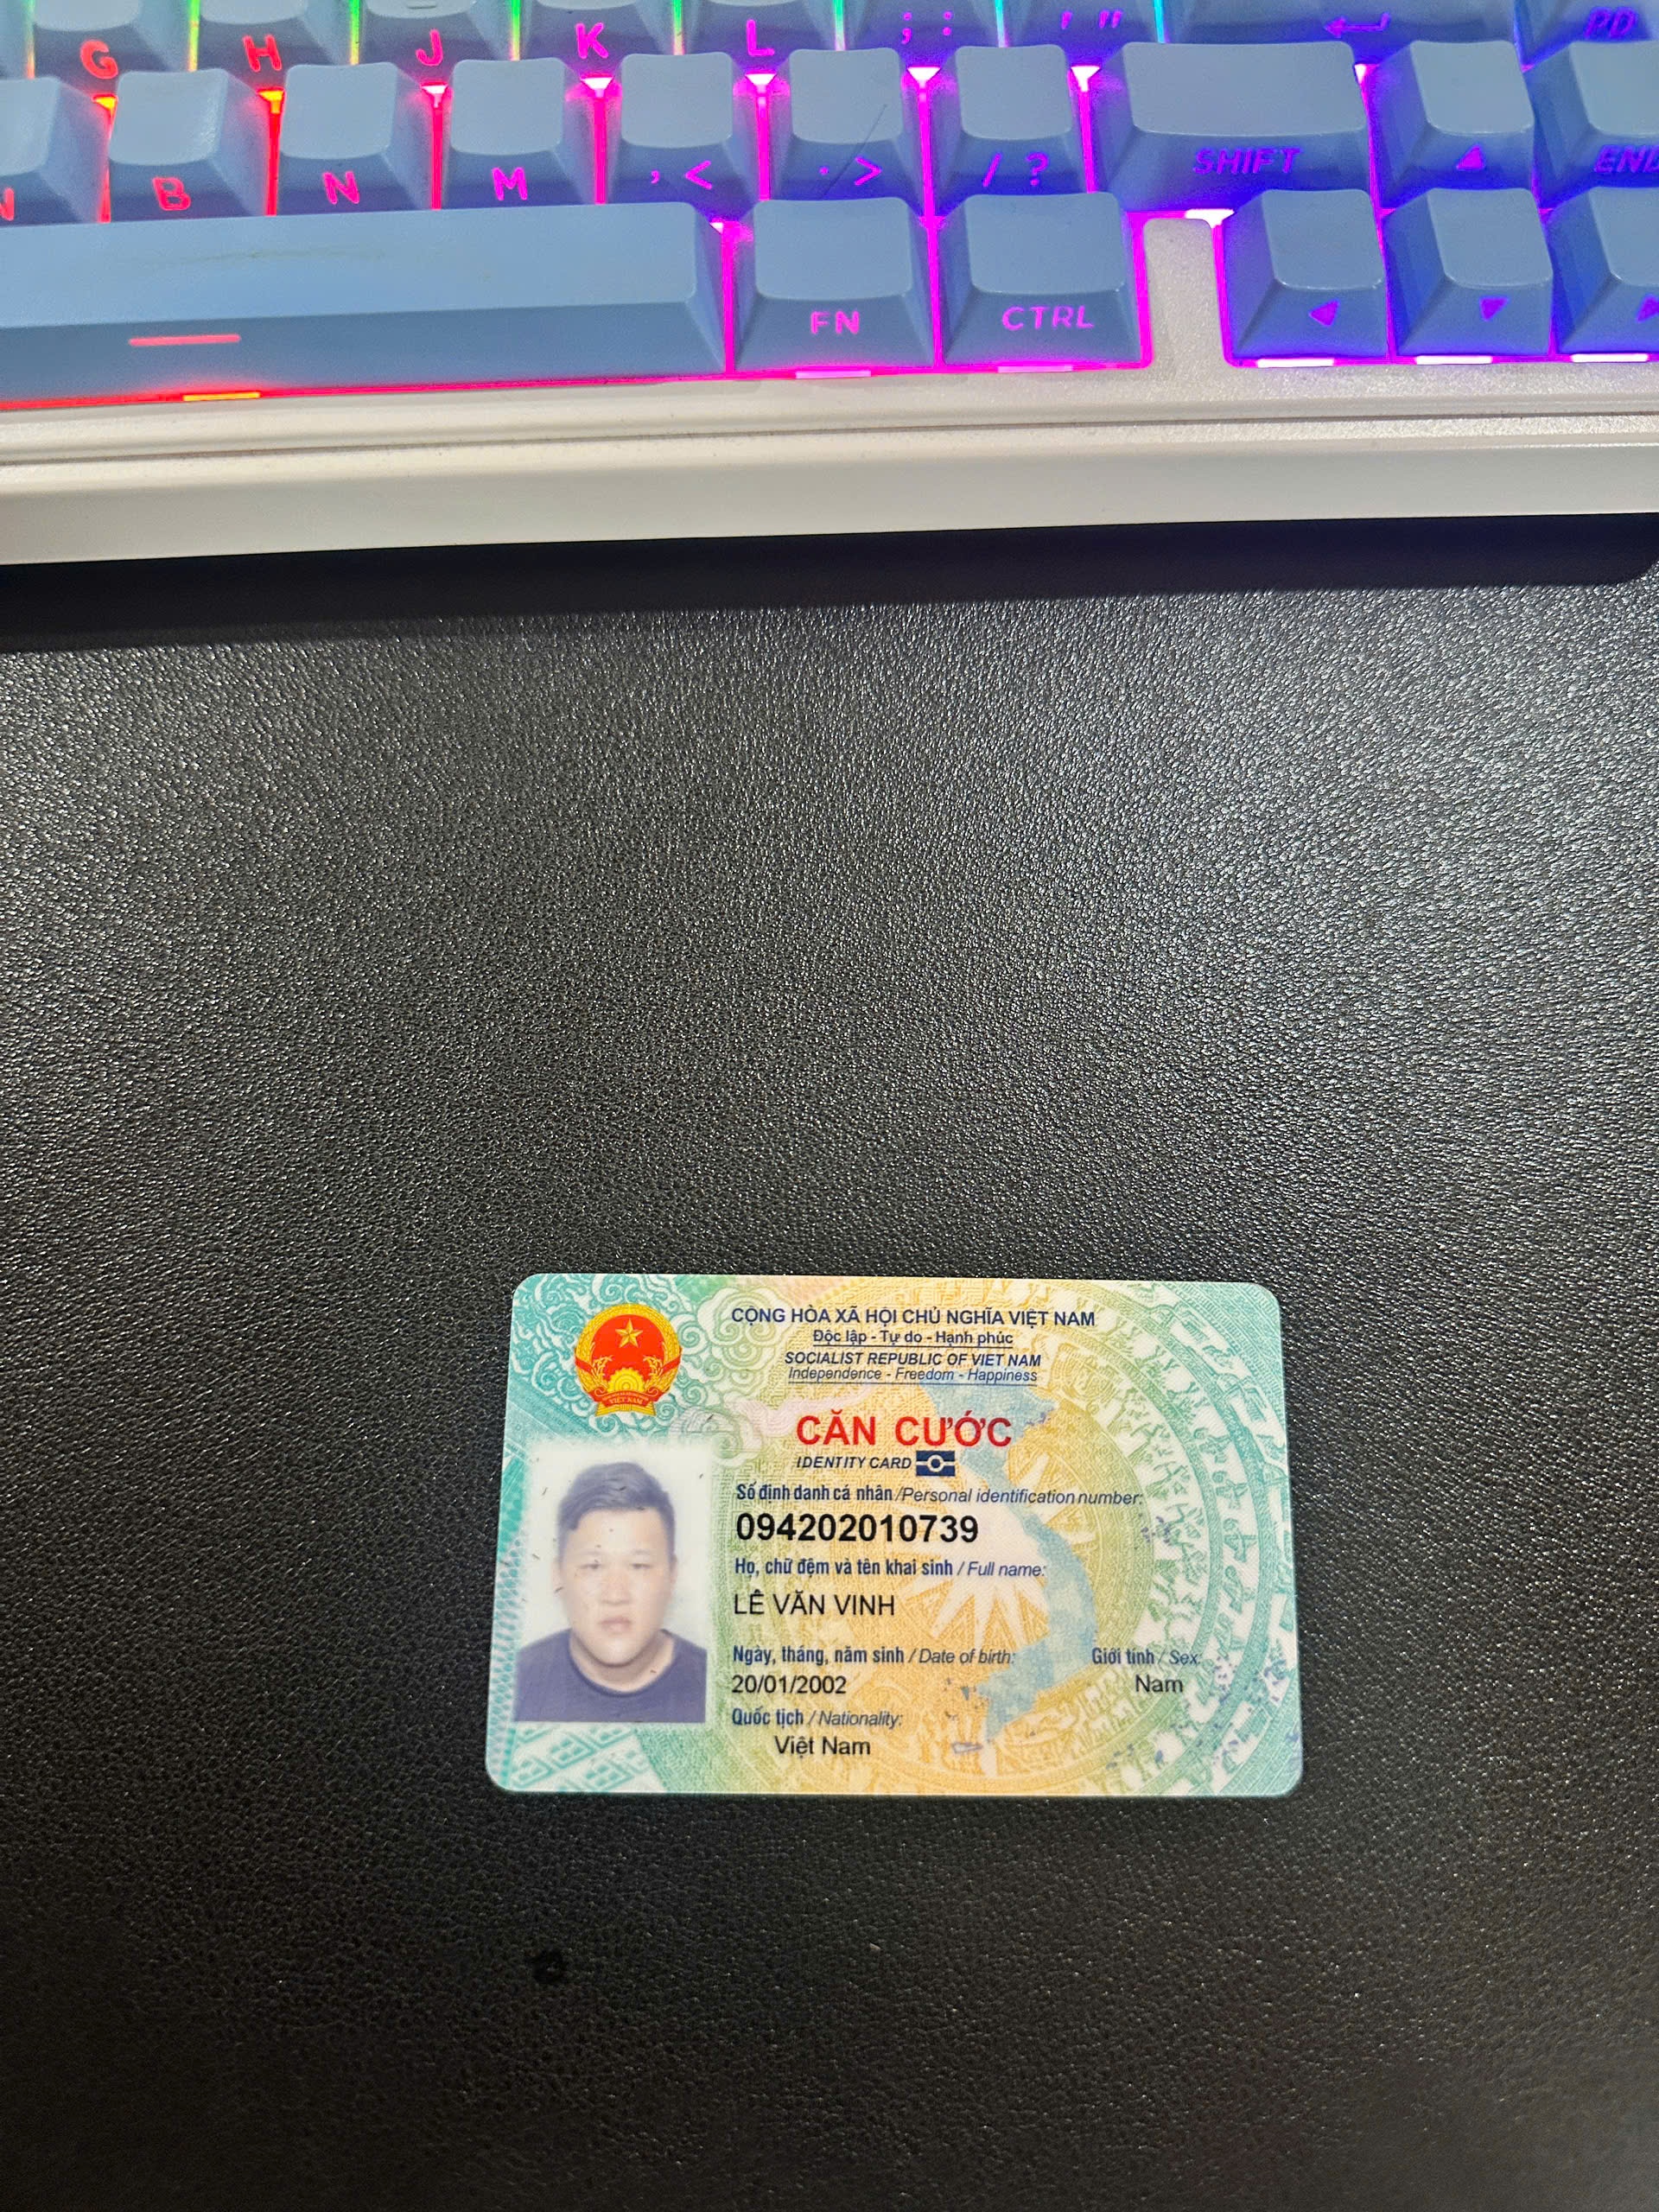 G H J K L ; : ' " PD
N B N M , < . > / ? SHIFT END
FN CTRL
CỘNG HÒA XÃ HỘI CHỦ NGHĨA VIỆT NAM
Độc lập - Tự do - Hạnh phúc
SOCIALIST REPUBLIC OF VIET NAM
Independence - Freedom - Happiness
VIỆT NAM
CĂN CƯỚC
IDENTITY CARD
Số định danh cá nhân /Personal identification number:
094202010739
Họ, chữ đệm và tên khai sinh / Full name:
LÊ VĂN VINH
Ngày, tháng, năm sinh / Date of birth: Giới tính / Sex:
20/01/2002 Nam
Quốc tịch / Nationality:
Việt Nam